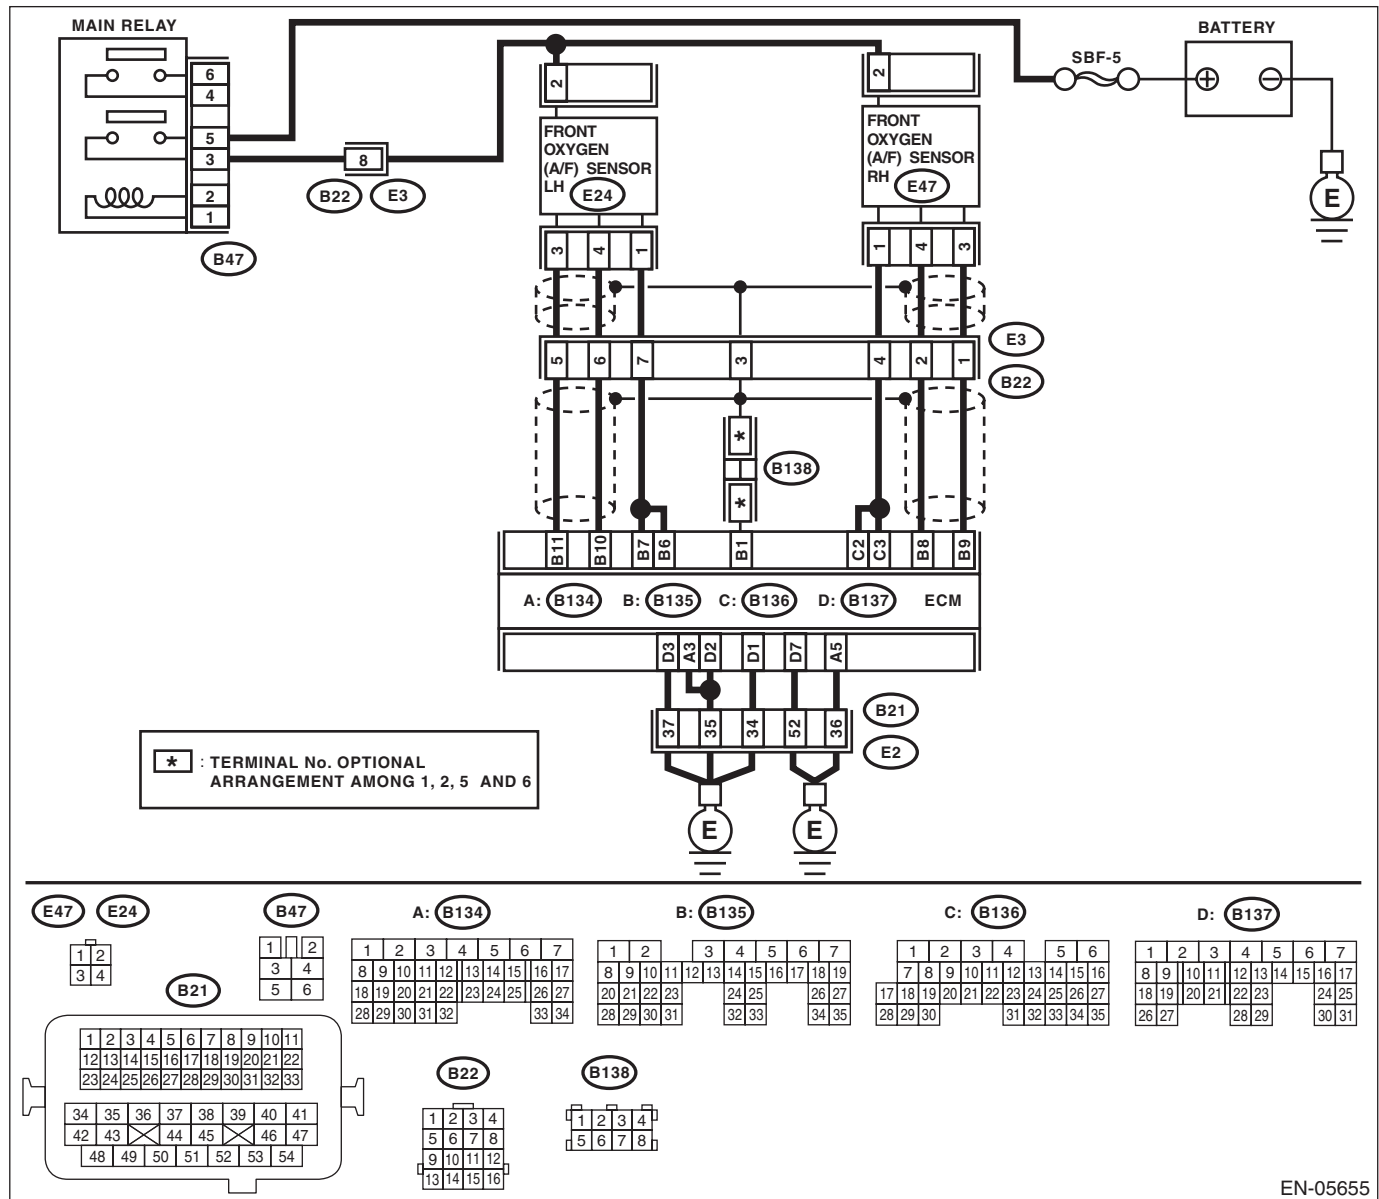 MAIN RELAY
BATTERY
SBF-5
6
4
5
3
2
1
B47
8
B22 E3
2
FRONT
OXYGEN
(A/F) SENSOR
LH
E24
2
FRONT
OXYGEN
(A/F) SENSOR
RH
E47
E
3 4 1
1 4 3
E3
5 6 7 3 4 2 1
B22
*
B138
*
B11 B10 B7 B6 B1 C2 C3 B8 B9
A: B134 B: B135 C: B136 D: B137 ECM
D3 A3 D2 D1 D7 A5
B21
37 35 34 52 36
E2
E E
* : TERMINAL No. OPTIONAL
ARRANGEMENT AMONG 1, 2, 5 AND 6
E47 E24
1 2
3 4
B47
1 2
3 4
5 6
A: B134
1 2 3 4 5 6 7
8 9 10 11 12 13 14 15 16 17
18 19 20 21 22 23 24 25 26 27
28 29 30 31 32 33 34
B: B135
1 2 3 4 5 6 7
8 9 10 11 12 13 14 15 16 17 18 19
20 21 22 23 24 25 26 27
28 29 30 31 32 33 34 35
C: B136
1 2 3 4 5 6
7 8 9 10 11 12 13 14 15 16
17 18 19 20 21 22 23 24 25 26 27
28 29 30 31 32 33 34 35
D: B137
1 2 3 4 5 6 7
8 9 10 11 12 13 14 15 16 17
18 19 20 21 22 23 24 25
26 27 28 29 30 31
B21
1 2 3 4 5 6 7 8 9 10 11
12 13 14 15 16 17 18 19 20 21 22
23 24 25 26 27 28 29 30 31 32 33
34 35 36 37 38 39 40 41
42 43 44 45 46 47
48 49 50 51 52 53 54
B22
1 2 3 4
5 6 7 8
9 10 11 12
13 14 15 16
B138
1 2 3 4
5 6 7 8
EN-05655